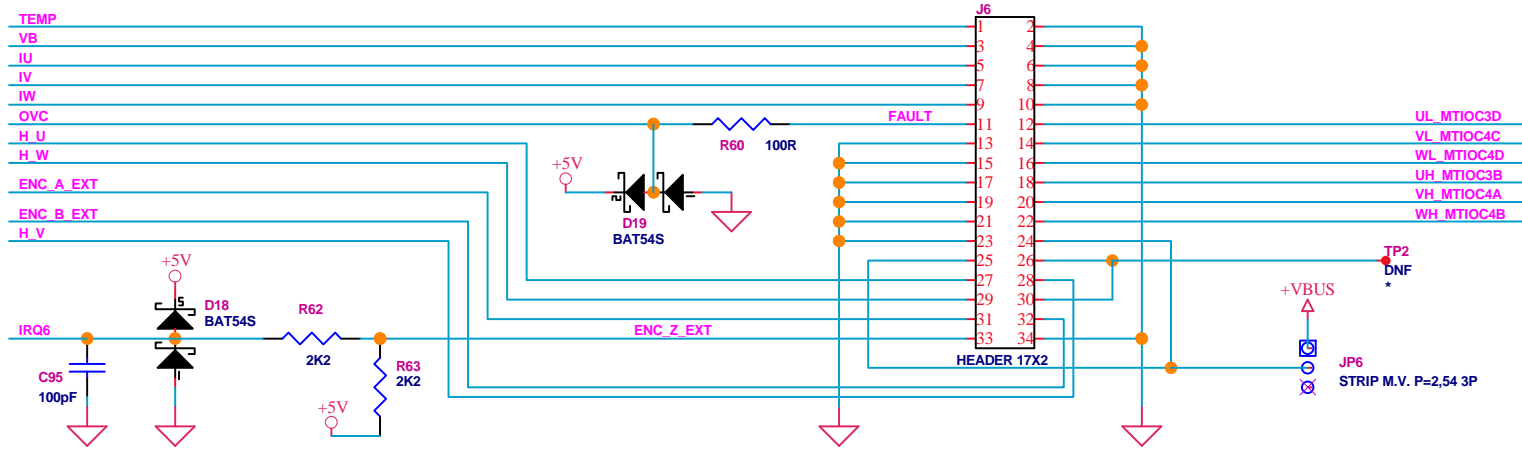 J6
TEMP
1
2
VB
3
4
IU
5
6
IV
7
8
IW
9
10
OVC
FAULT
11
12
UL_MTIOC3D
R60
100R
H_U
13
14
VL_MTIOC4C
H_W
15
16
WL_MTIOC4D
+5V
17
18
UH_MTIOC3B
ENC_A_EXT
19
20
VH_MTIOC4A
ENC_B_EXT
21
22
WH_MTIOC4B
D19
BAT54S
H_V
23
24
25
26
TP2
DNF
*
+5V
27
28
+VBUS
D18
BAT54S
R62
29
30
31
32
IRQ6
ENC_Z_EXT
33
34
2K2
HEADER 17X2
C95
100pF
R63
2K2
JP6
STRIP M.V. P=2,54 3P
+5V